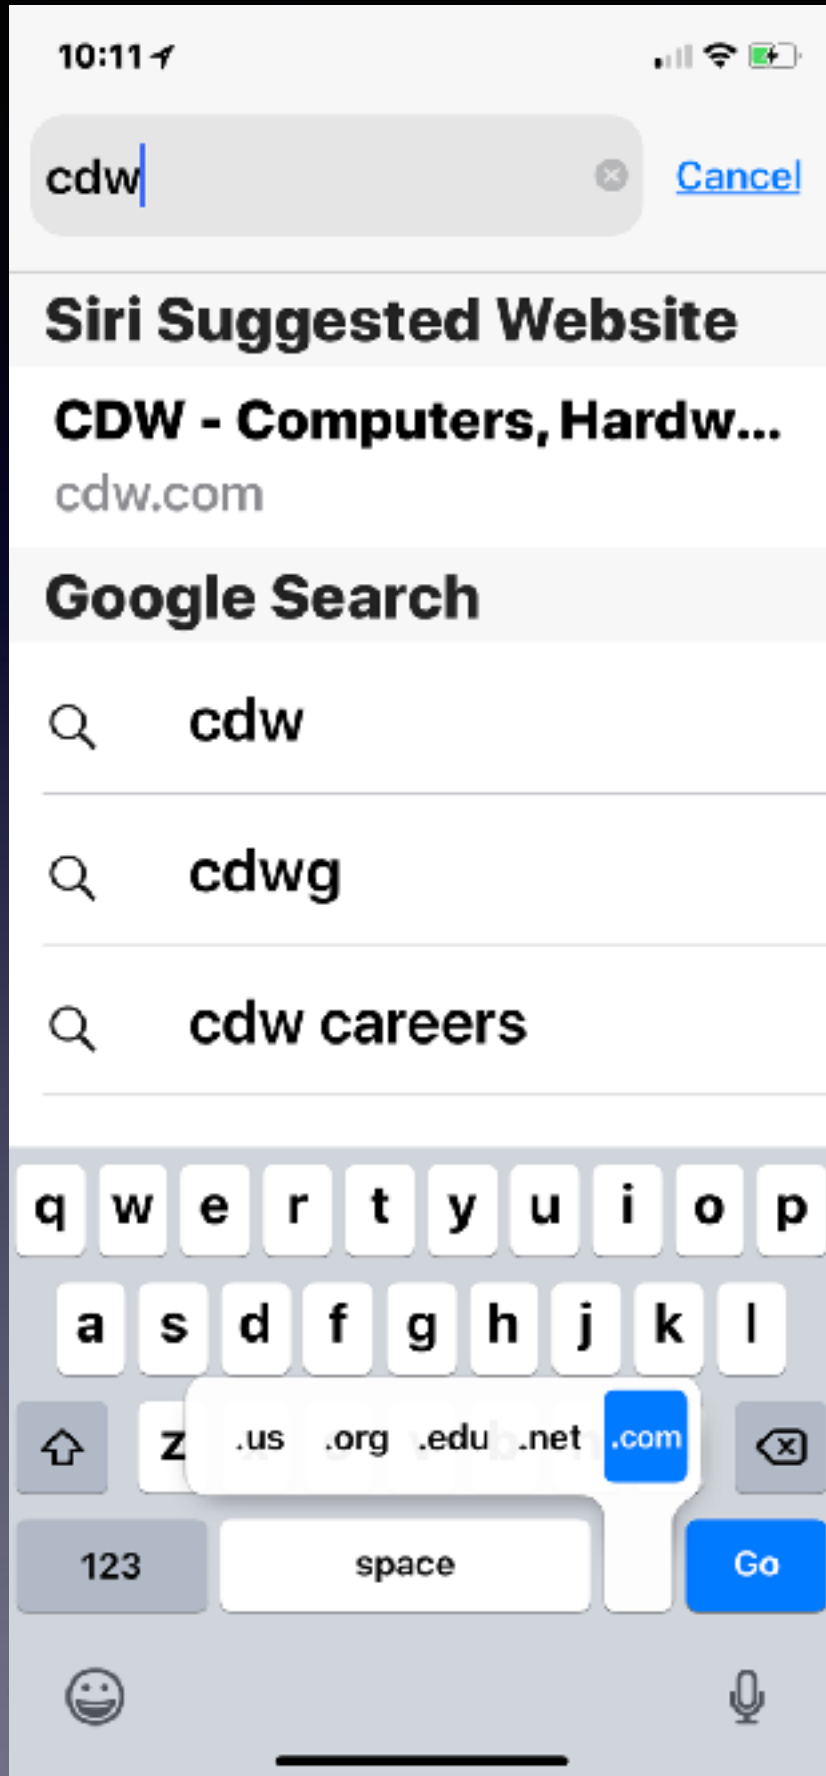 10:11
cdw
Cancel
Siri Suggested Website
CDW - Computers, Hardw...
cdw.com
Google Search
cdw
cdwg
cdw careers
q w e r t y u i o p
a s d f g h j k l
z
.us .org .edu .net .com
123 space Go